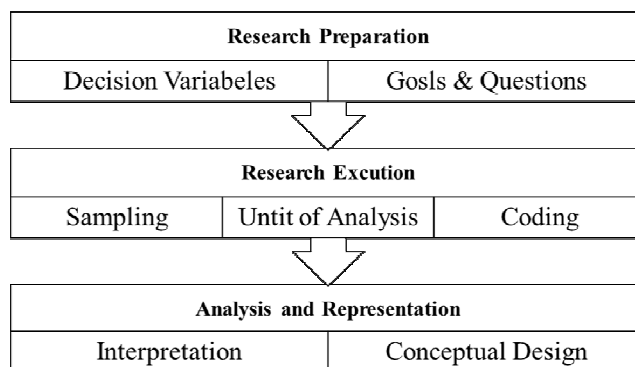 Research Preparation
Decision Variabeles Gosls & Questions
Research Excution
Sampling Untit of Analysis Coding
Analysis and Representation
Interpretation Conceptual Design